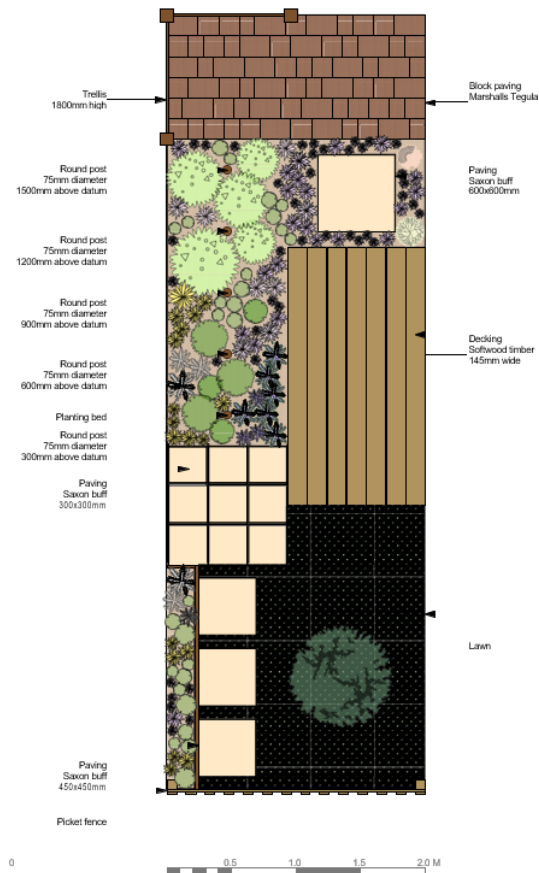 Trellis
1800mm high
Block paving
Marshalls Tegula
Round post
75mm diameter
1500mm above datum
Paving
Saxon buff
600x600mm
Round post
75mm diameter
1200mm above datum
Round post
75mm diameter
900mm above datum
Decking
Softwood timber
145mm wide
Round post
75mm diameter
600mm above datum
Planting bed
Round post
75mm diameter
300mm above datum
Paving
Saxon buff
300x300mm
Lawn
Paving
Saxon buff
450x450mm
Picket fence
0 0.5 1.0 1.5 2.0 M